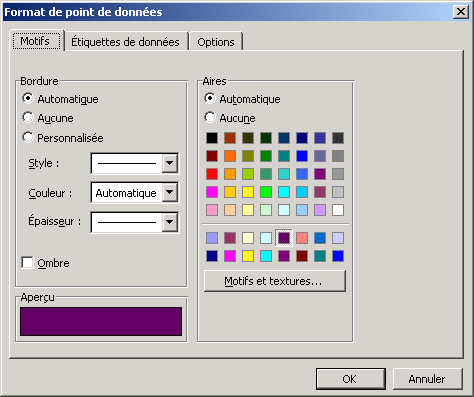 Format de point de données
Motifs
Étiquettes de données
Options
Bordure
Automatique
Aucune
Personnalisée
Style :
Couleur :
Automatique
Épaisseur :
Ombre
Aperçu
Aires
Automatique
Aucune
Motifs et textures...
OK
Annuler